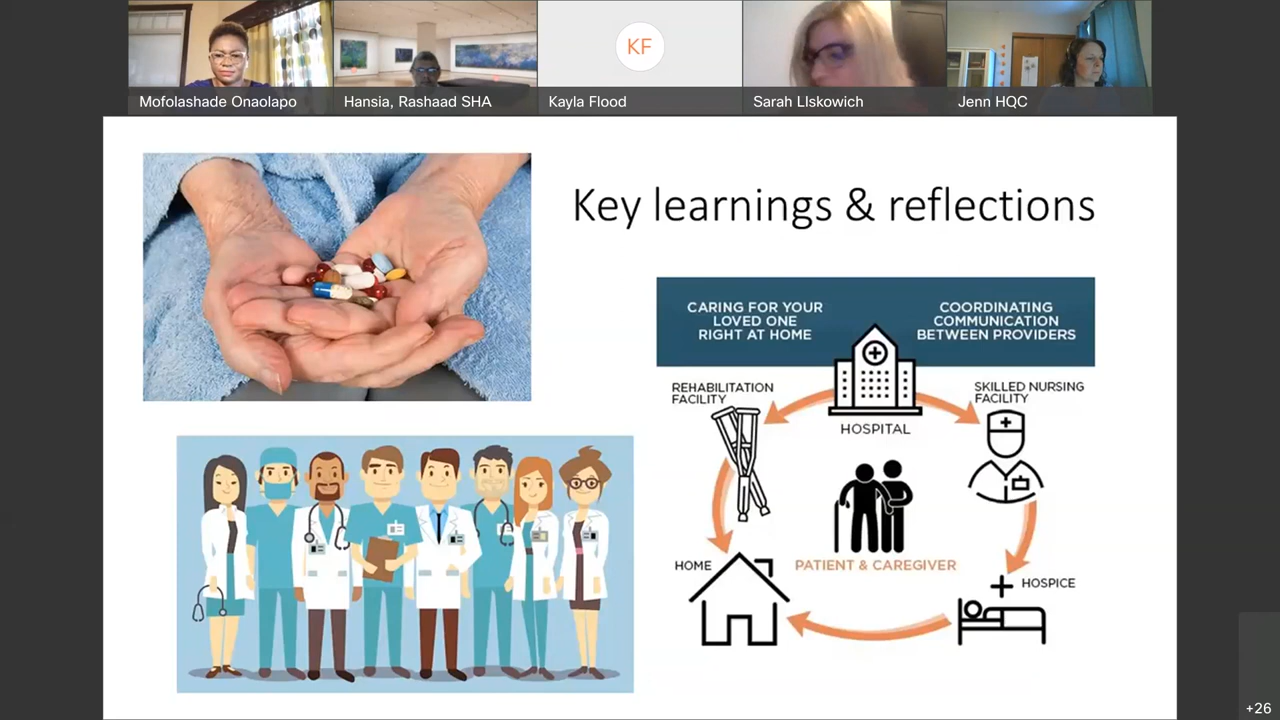 KF
Mofolashade Onaolapo
Hansia, Rashaad SHA
Kayla Flood
Sarah LIskowich
Jenn HQC
Key learnings & reflections
CARING FOR YOUR
LOVED ONE
RIGHT AT HOME
COORDINATING
COMMUNICATION
BETWEEN PROVIDERS
REHABILITATION
FACILITY
SKILLED NURSING
FACILITY
HOSPITAL
HOME
PATIENT & CAREGIVER
HOSPICE
+26